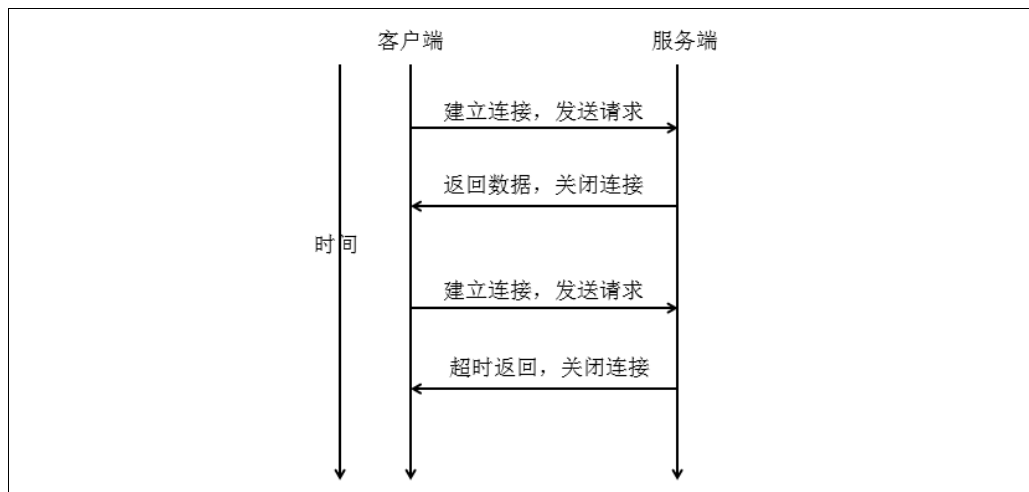 客户端
服务端
建立连接，发送请求
返回数据，关闭连接
时间
建立连接，发送请求
超时返回，关闭连接